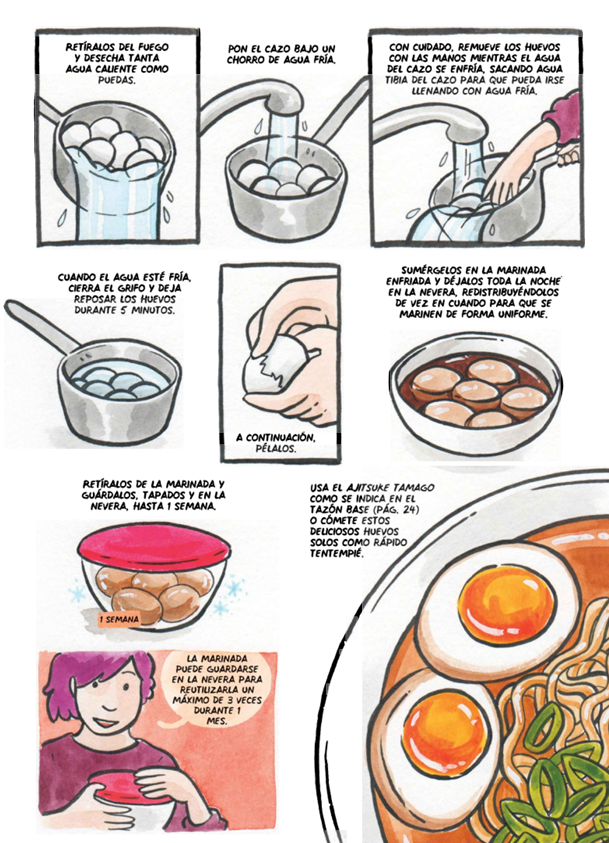 RETÍRALOS DEL FUEGO
Y DESECHA TANTA
AGUA CALIENTE COMO
PUEDAS.
PON EL CAZO BAJO UN
CHORRO DE AGUA FRÍA.
CON CUIDADO, REMUEVE LOS HUEVOS
CON LAS MANOS MIENTRAS EL AGUA
DEL CAZO SE ENFRÍA, SACANDO AGUA
TIBIA DEL CAZO PARA QUE PUEDA IRSE
LLENANDO CON AGUA FRÍA.
CUANDO EL AGUA ESTÉ FRÍA,
CIERRA EL GRIFO Y DEJA
REPOSAR LOS HUEVOS
DURANTE 5 MINUTOS.
A CONTINUACIÓN,
PÉLALOS.
SUMÉRGELOS EN LA MARINADA
ENFRIADA Y DÉJALOS TODA LA NOCHE
EN LA NEVERA, REDISTRIBUYÉNDOLOS
DE VEZ EN CUANDO PARA QUE SE
MARINEN DE FORMA UNIFORME.
RETÍRALOS DE LA MARINADA Y
GUÁRDALOS, TAPADOS Y EN LA
NEVERA, HASTA 1 SEMANA.
1 SEMANA
USA EL AJITSUKE TAMAGO
COMO SE INDICA EN EL
TAZÓN BASE (PÁG. 24)
O CÓMETE ESTOS
DELICIOSOS HUEVOS
SOLOS COMO RÁPIDO
TENTEMPIÉ.
LA MARINADA
PUEDE GUARDARSE
EN LA NEVERA PARA
REUTILIZARLA UN
MÁXIMO DE 3 VECES
DURANTE 1
MES.